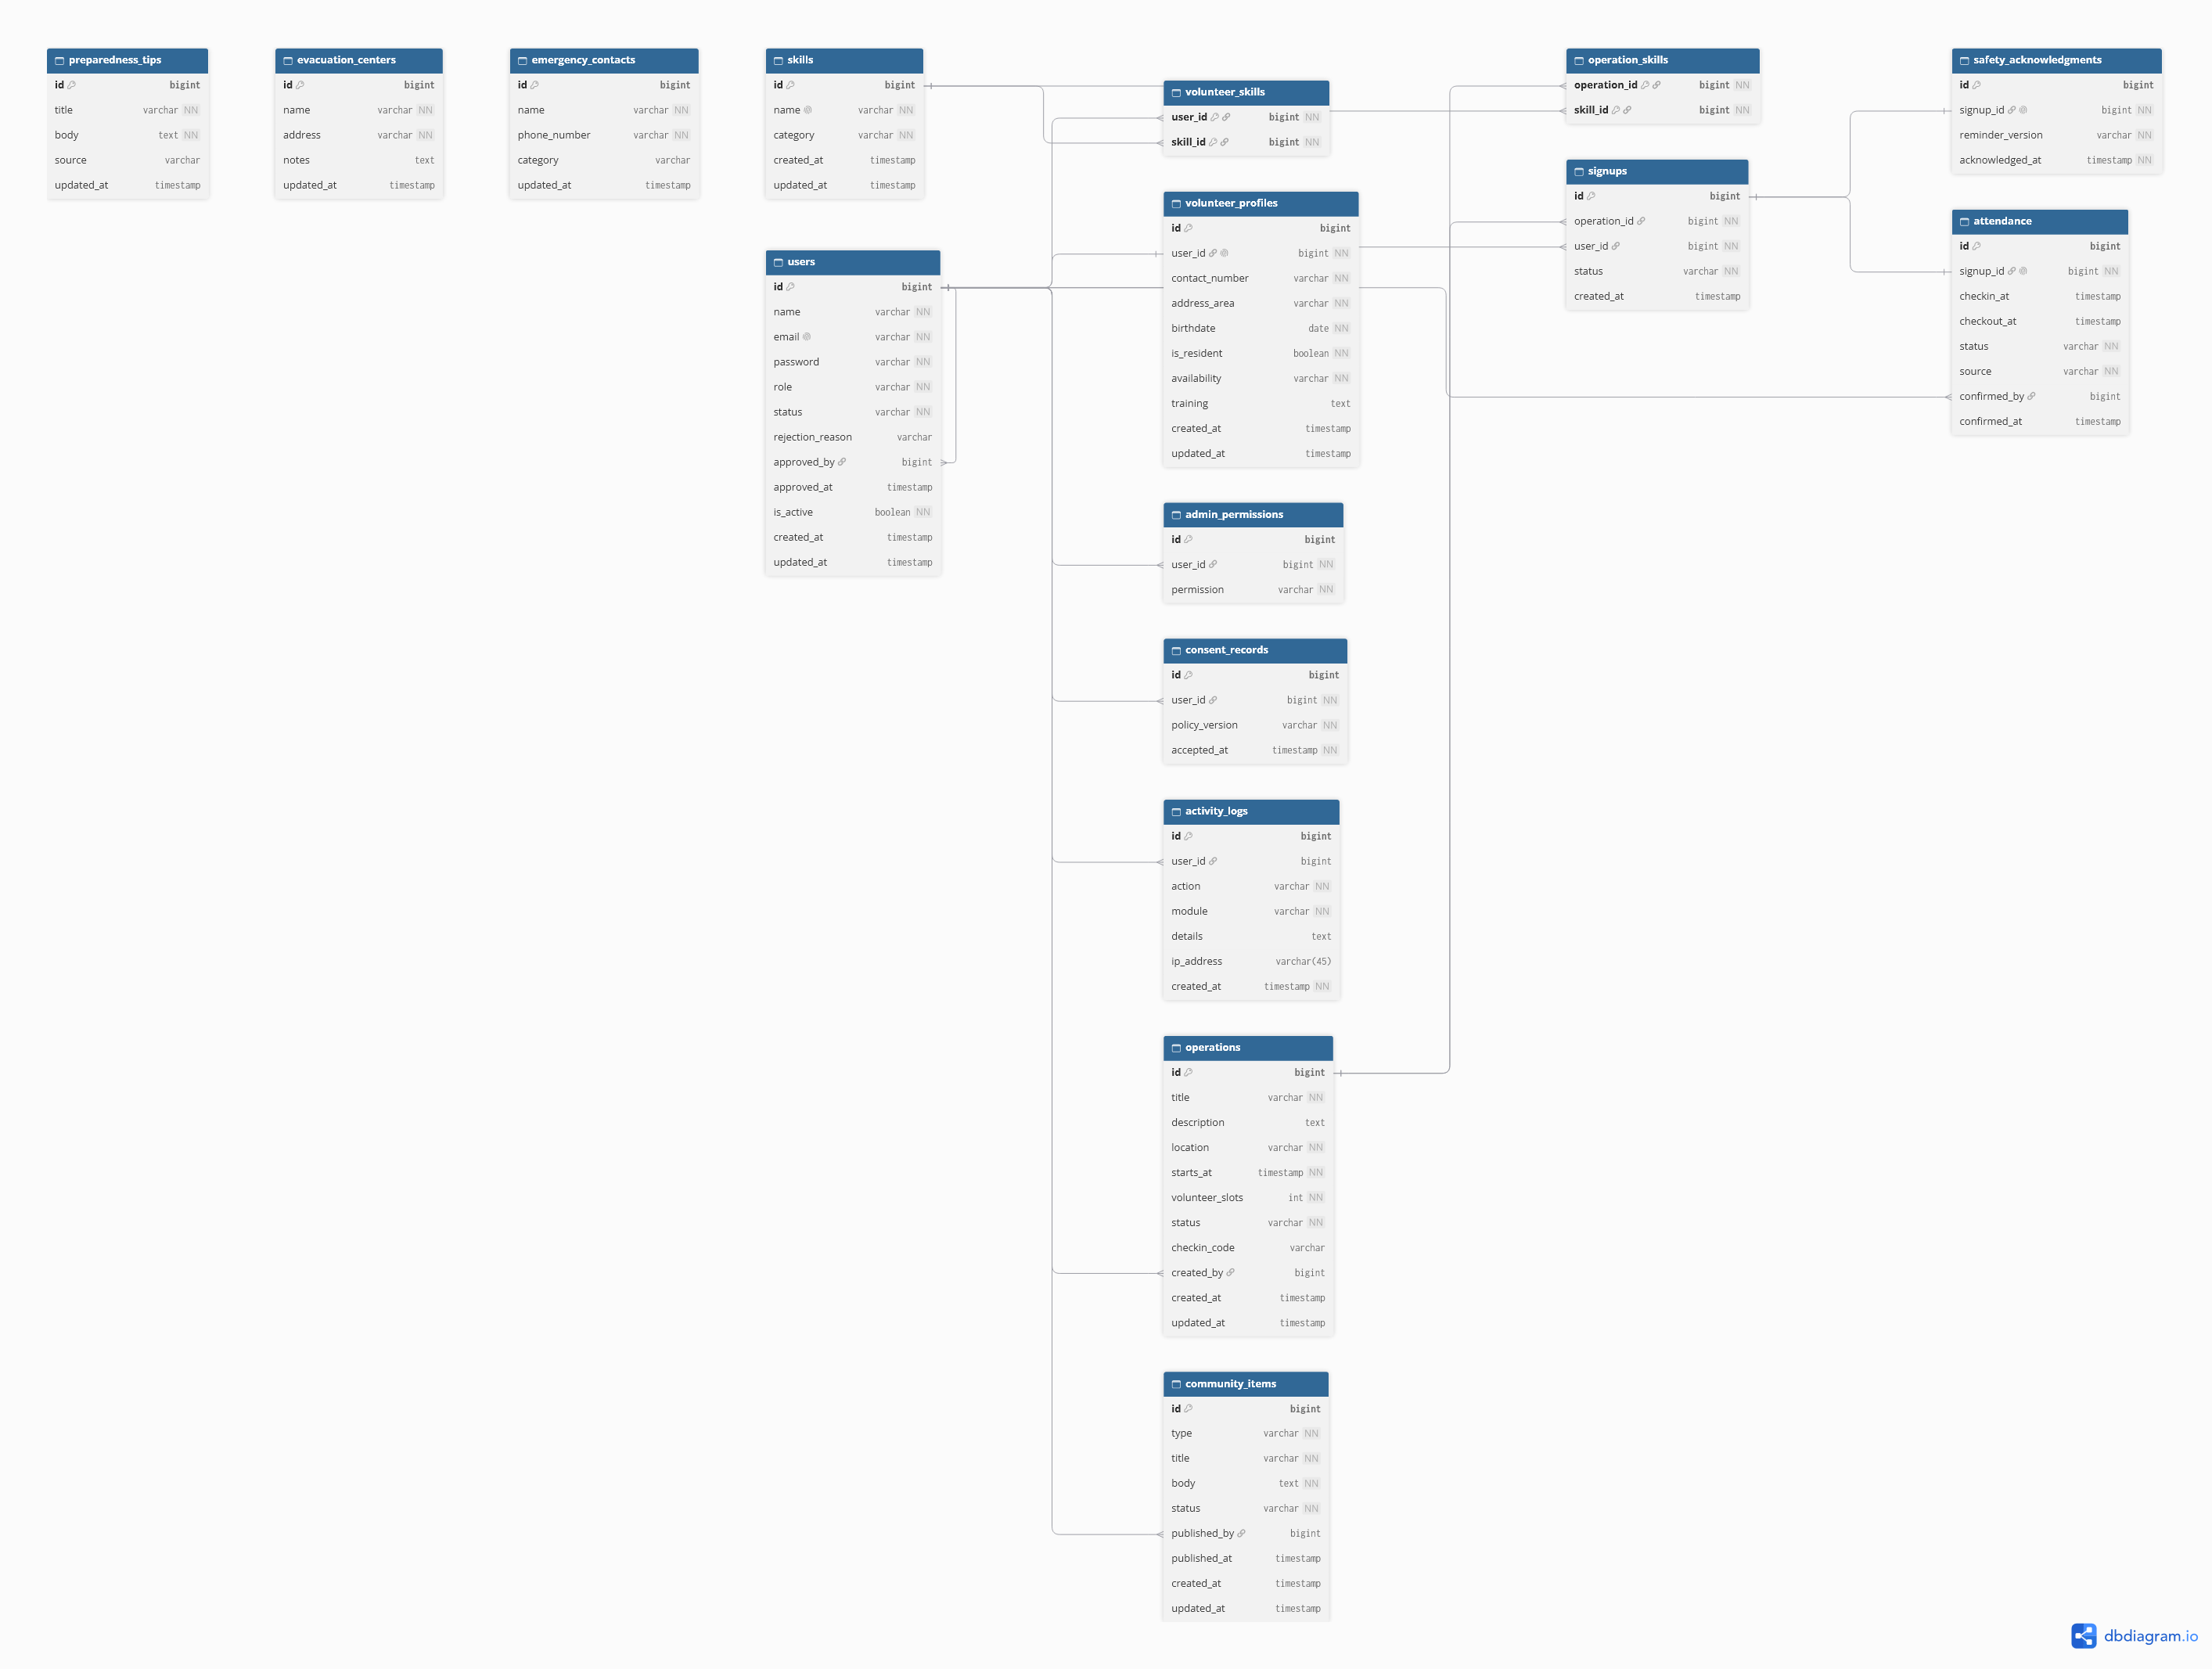 preparedness_tips
id bigint
title varchar NN
body text NN
source varchar
updated_at timestamp
evacuation_centers
id bigint
name varchar NN
address varchar NN
notes text
updated_at timestamp
emergency_contacts
id bigint
name varchar NN
phone_number varchar NN
category varchar
updated_at timestamp
skills
id bigint
name varchar NN
category varchar NN
created_at timestamp
updated_at timestamp
users
id bigint
name varchar NN
email varchar NN
password varchar NN
role varchar NN
status varchar NN
rejection_reason varchar
approved_by bigint
approved_at timestamp
is_active boolean NN
created_at timestamp
updated_at timestamp
volunteer_skills
user_id bigint NN
skill_id bigint NN
volunteer_profiles
id bigint
user_id bigint NN
contact_number varchar NN
address_area varchar NN
birthdate date NN
is_resident boolean NN
availability varchar NN
training text
created_at timestamp
updated_at timestamp
admin_permissions
id bigint
user_id bigint NN
permission varchar NN
consent_records
id bigint
user_id bigint NN
policy_version varchar NN
accepted_at timestamp NN
activity_logs
id bigint
user_id bigint
action varchar NN
module varchar NN
details text
ip_address varchar(45)
created_at timestamp NN
operations
id bigint
title varchar NN
description text
location varchar NN
starts_at timestamp NN
volunteer_slots int NN
status varchar NN
checkin_code varchar
created_by bigint
created_at timestamp
updated_at timestamp
community_items
id bigint
type varchar NN
title varchar NN
body text NN
status varchar NN
published_by bigint
published_at timestamp
created_at timestamp
updated_at timestamp
operation_skills
operation_id bigint NN
skill_id bigint NN
signups
id bigint
operation_id bigint NN
user_id bigint NN
status varchar NN
created_at timestamp
safety_acknowledgments
id bigint
signup_id bigint NN
reminder_version varchar NN
acknowledged_at timestamp NN
attendance
id bigint
signup_id bigint NN
checkin_at timestamp
checkout_at timestamp
status varchar NN
source varchar NN
confirmed_by bigint
confirmed_at timestamp
dbdiagram.io